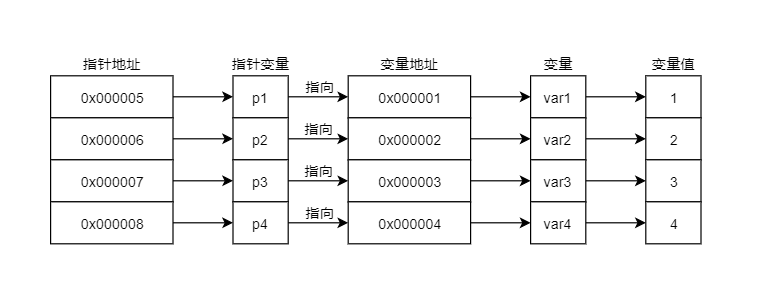 指针地址 指针变量 变量地址 变量 变量值
0x000005 p1 指向 0x000001 var1 1
0x000006 p2 指向 0x000002 var2 2
0x000007 p3 指向 0x000003 var3 3
0x000008 p4 指向 0x000004 var4 4